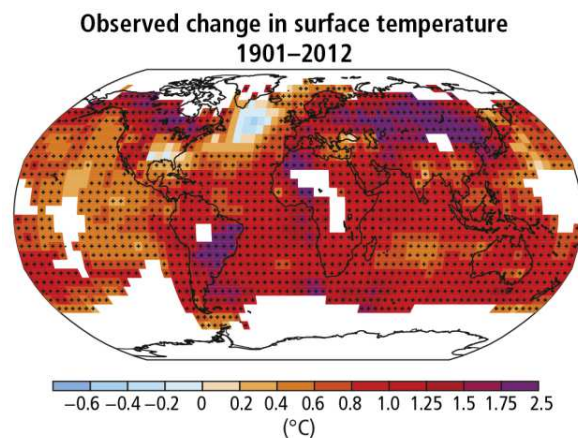 Observed change in surface temperature
1901–2012
−0.6 −0.4 −0.2 0 0.2 0.4 0.6 0.8 1.0 1.25 1.5 1.75 2.5
(°C)